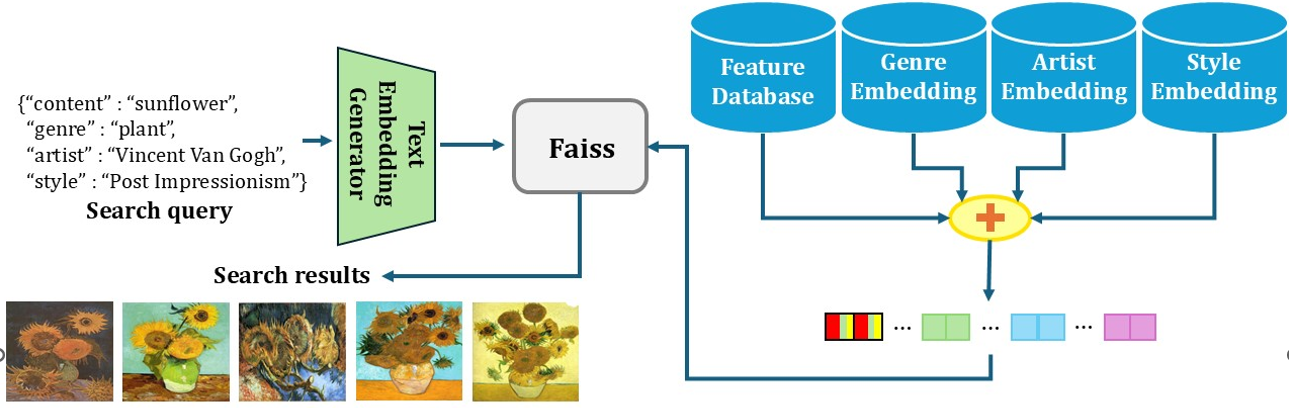 {“content” : “sunflower”,
“genre” : “plant”,
“artist” : “Vincent Van Gogh”,
“style” : “Post Impressionism”}
Search query
Text
Embedding
Generator
Faiss
Feature
Database
Genre
Embedding
Artist
Embedding
Style
Embedding
Search results
... ... ...